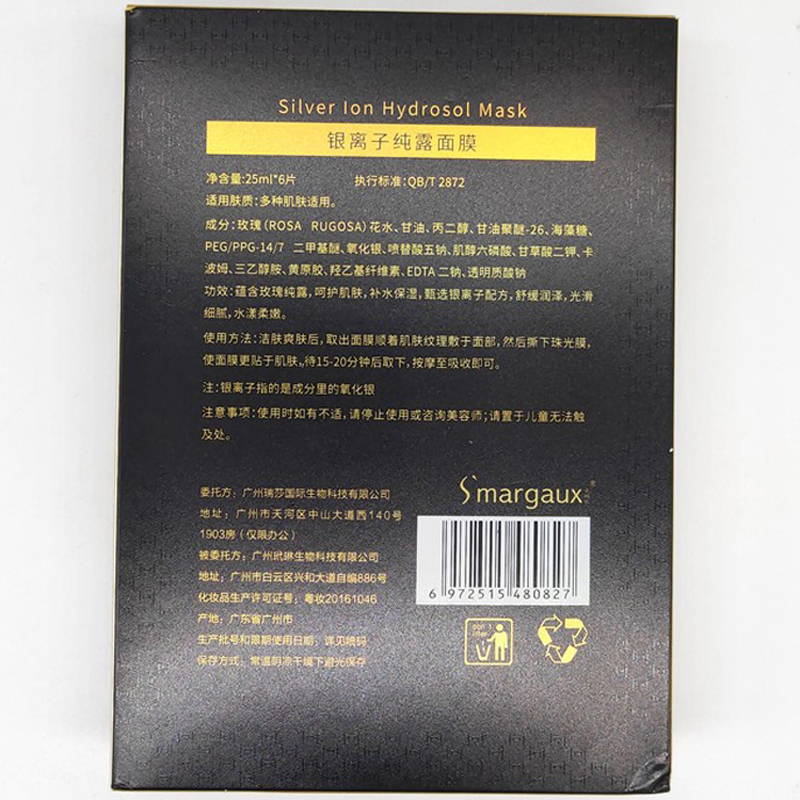 Silver Ion Hydrosol Mask
银离子纯露面膜
净含量:25ml*6片 执行标准:QB/T 2872
适用肤质:多种肌肤适用。
成分:玫瑰(ROSA RUGOSA)花水、甘油、丙二醇、甘油聚醚-26、海藻糖、
PEG/PPG-14/7 二甲基醚、氧化银、喷替酸五钠、肌醇六磷酸、甘草酸二钾、卡
波姆、三乙醇胺、黄原胶、羟乙基纤维素、EDTA 二钠、透明质酸钠
功效:蕴含玫瑰纯露,呵护肌肤,补水保湿,甄选银离子配方,舒缓润泽,光滑
细腻,水漾柔嫩。
使用方法:洁肤爽肤后,取出面膜顺着肌肤纹理敷于面部,然后撕下珠光膜,
使面膜更贴于肌肤,待15-20分钟后取下,按摩至吸收即可。
注:银离子指的是成分里的氧化银
注意事项:使用时如有不适,请停止使用或咨询美容师;请置于儿童无法触
及处。
委托方:广州瑞莎国际生物科技有限公司
地址:广州市天河区中山大道西140号
1903房(仅限办公)
被委托方:广州玳琳生物科技有限公司
地址:广州市白云区兴和大道自编886号
化妆品生产许可证号:粤妆20161046
产地:广东省广州市
生产批号和限期使用日期:详见喷码
保存方式:常温阴凉干境下避光保存
S'margaux®
6 972515 480827